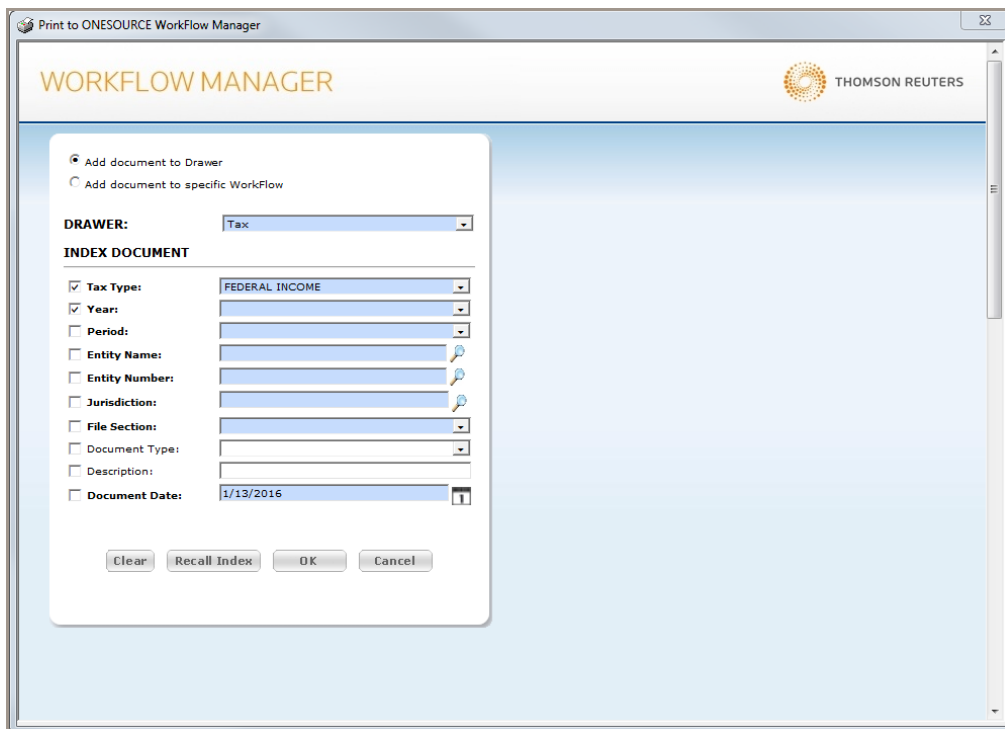 Print to ONESOURCE WorkFlow Manager
WORKFLOW MANAGER
THOMSON REUTERS
Add document to Drawer
Add document to specific WorkFlow
DRAWER: Tax
INDEX DOCUMENT
Tax Type: FEDERAL INCOME
Year:
Period:
Entity Name:
Entity Number:
Jurisdiction:
File Section:
Document Type:
Description:
Document Date: 1/13/2016 1
Clear Recall Index OK Cancel